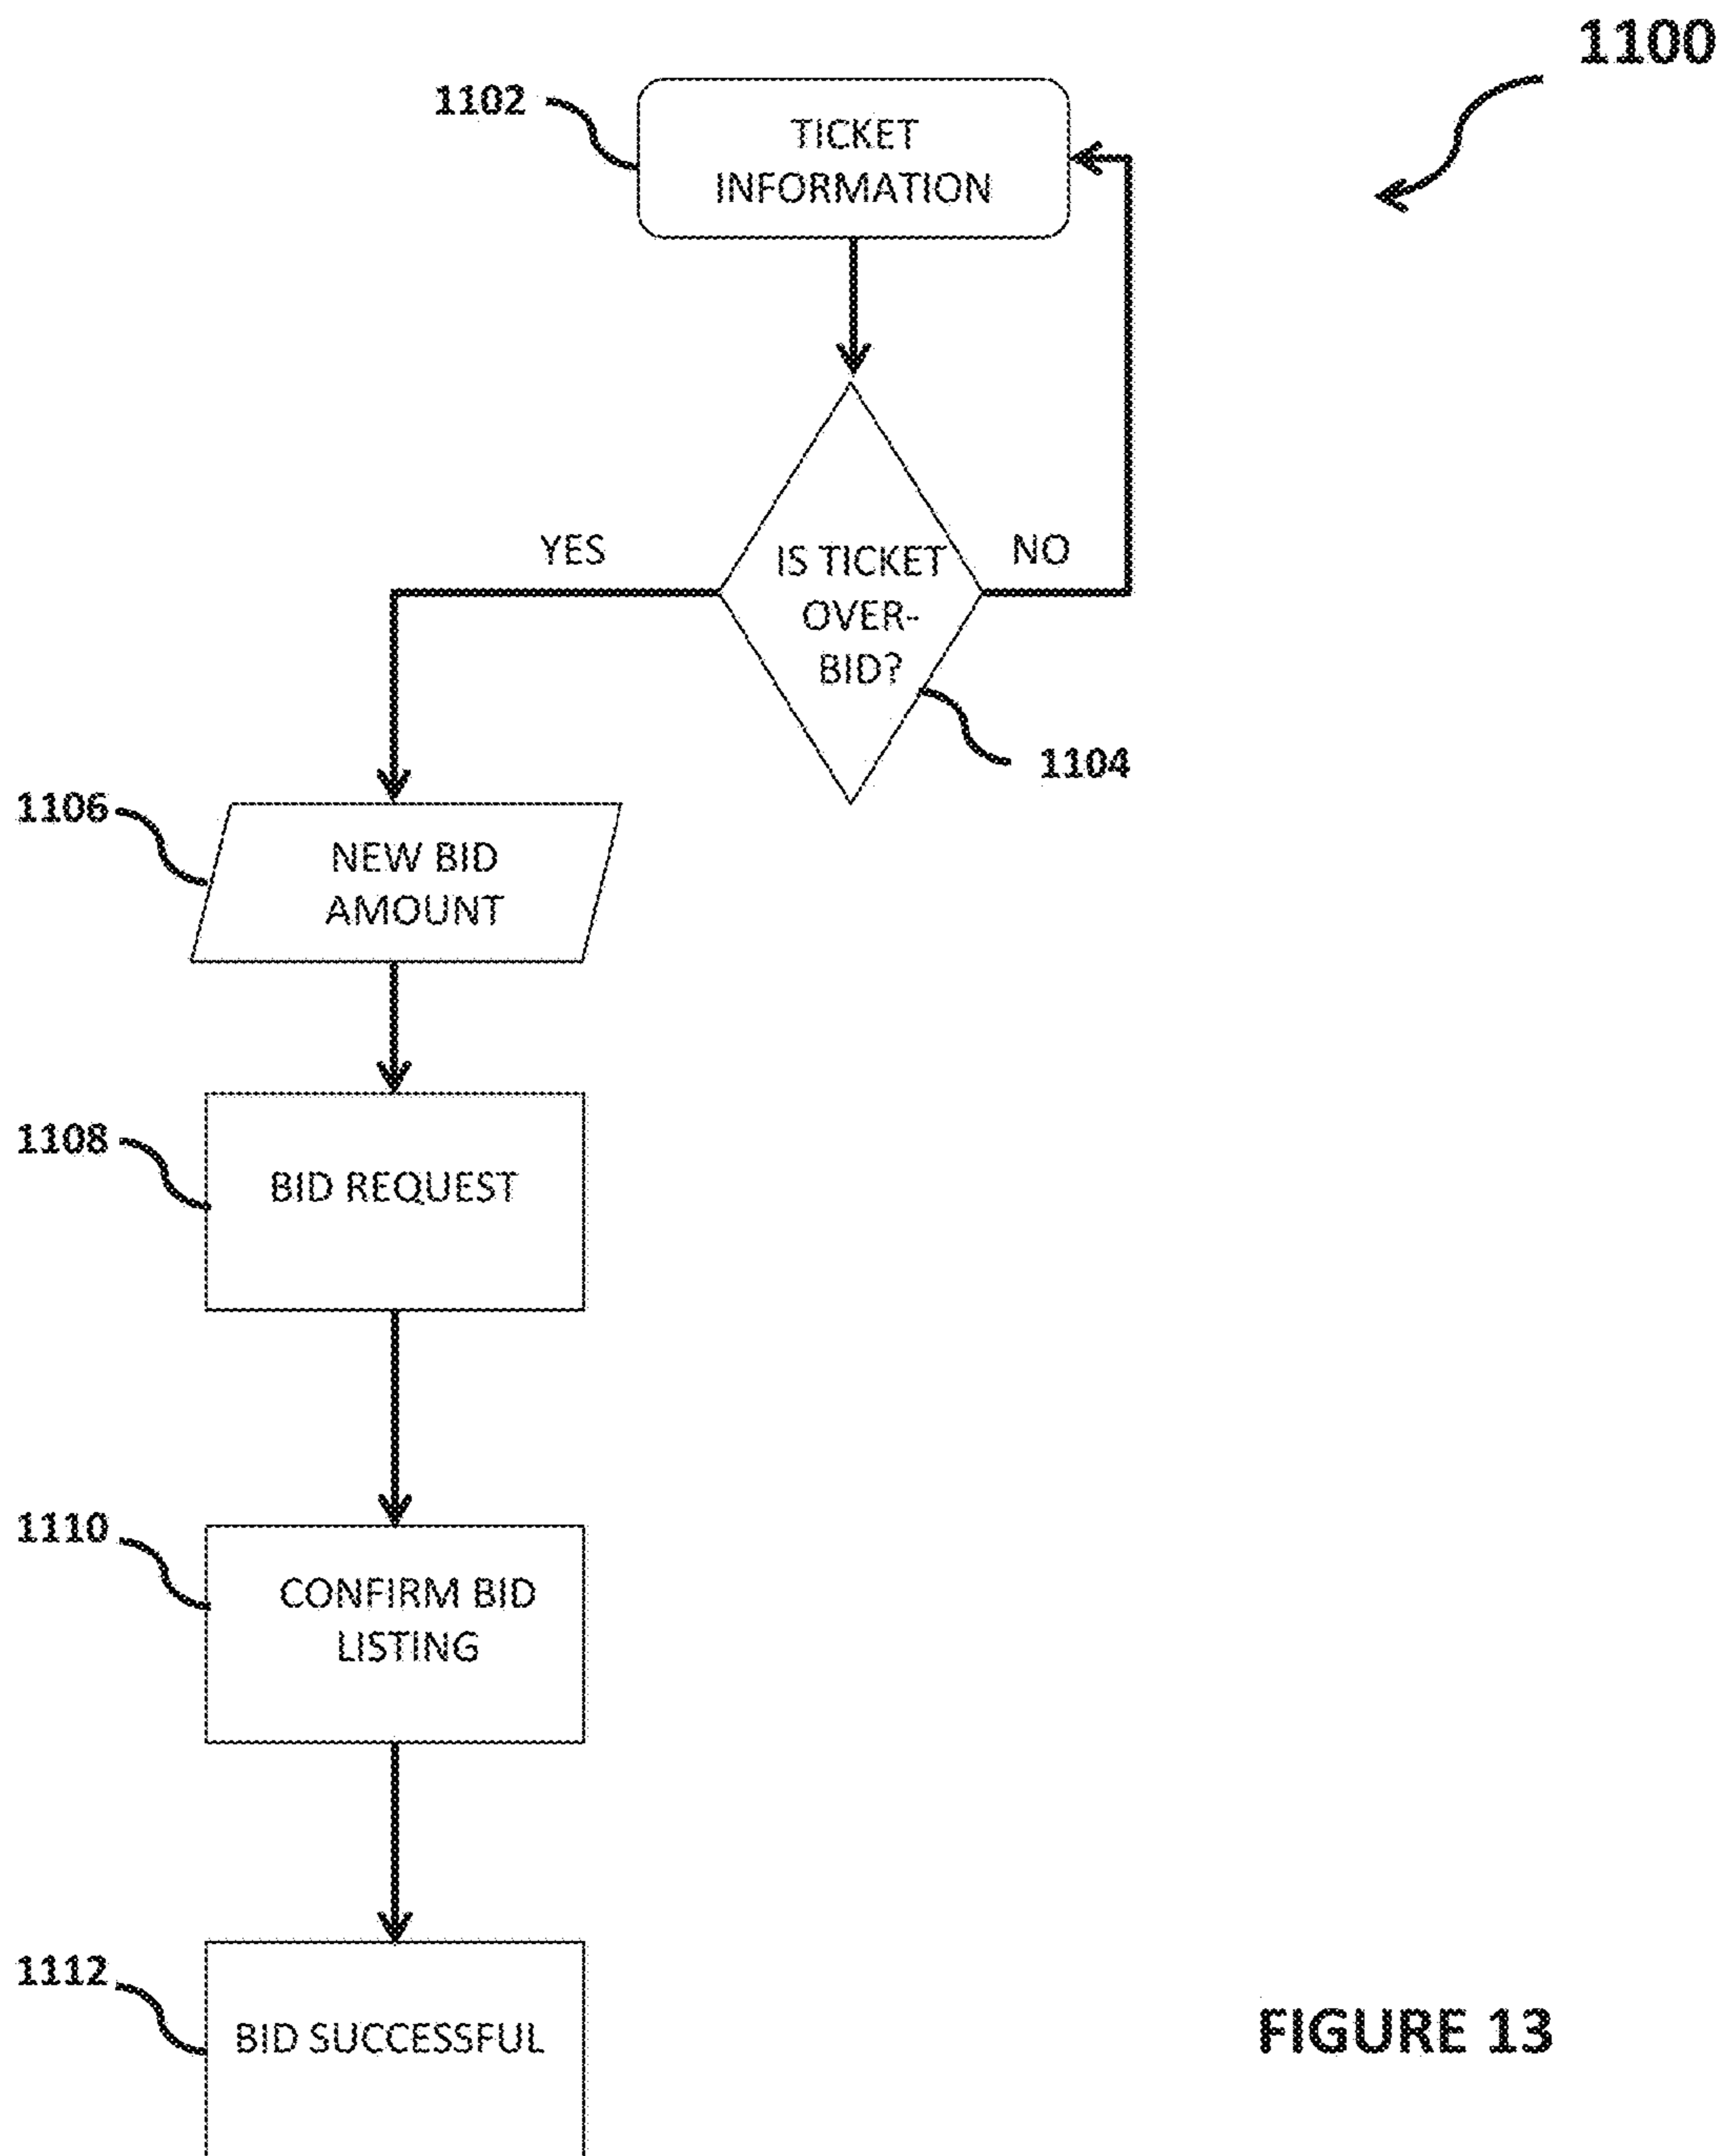 1100
1102
TICKET
INFORMATION
YES
NO
IS TICKET
OVER-
BID?
1104
1106
NEW BID
AMOUNT
1108
BID REQUEST
1110
CONFIRM BID
LISTING
1112
BID SUCCESSFUL
FIGURE 13